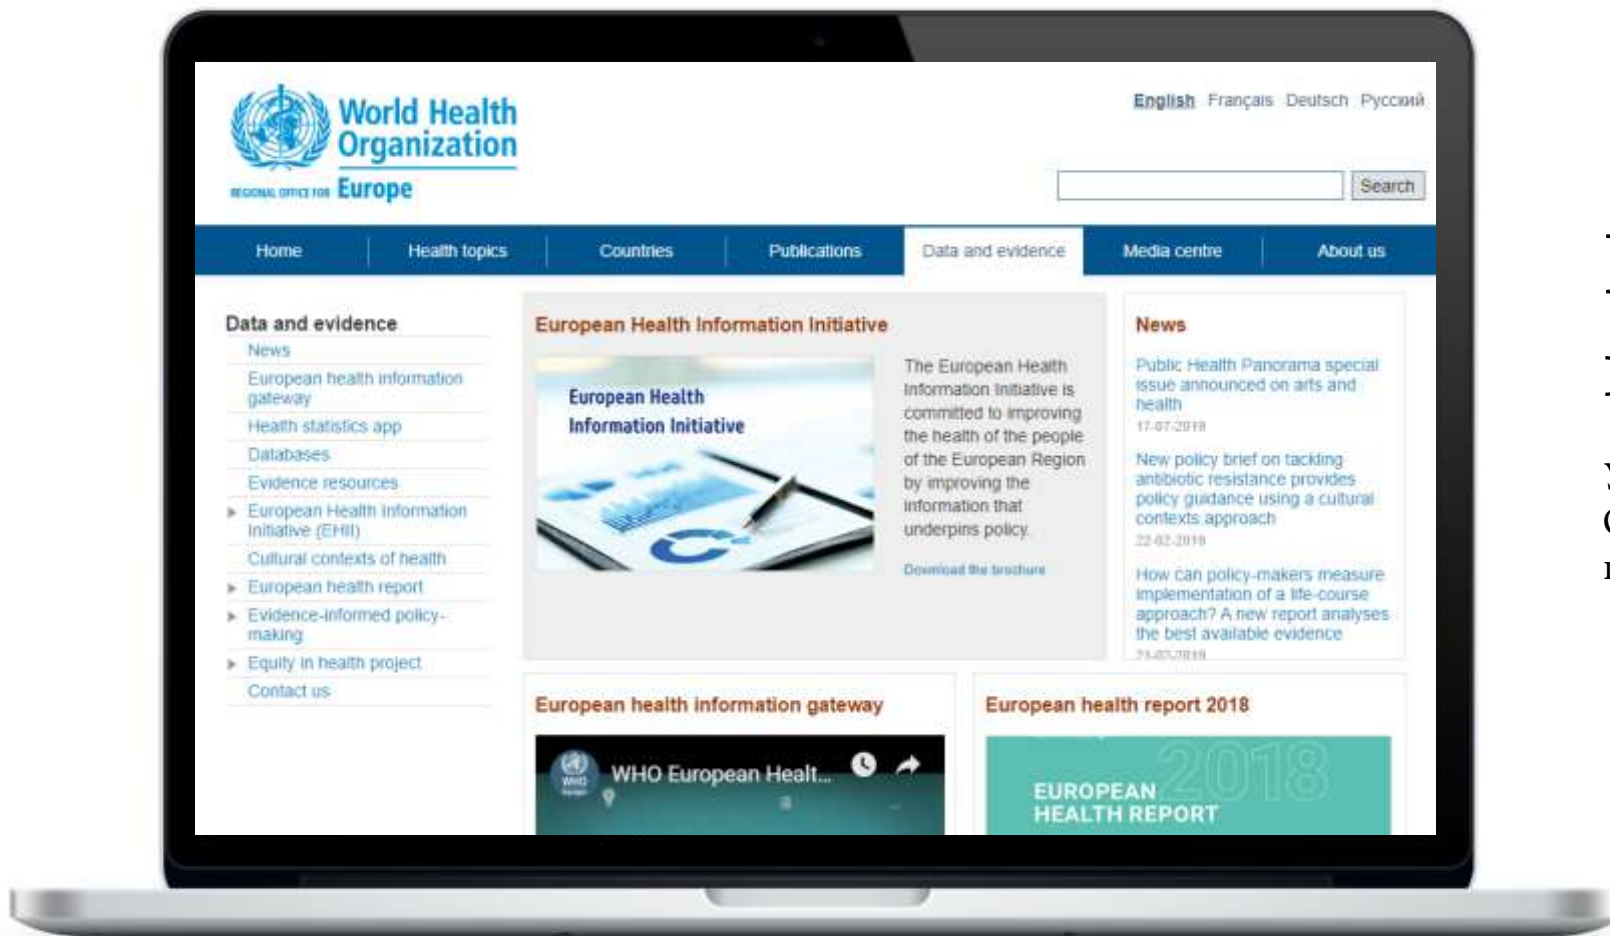 World Health
Organization
REGIONAL OFFICE FOR Europe
English Français Deutsch Русский
Search
Home
Health topics
Countries
Publications
Data and evidence
Media centre
About us
Data and evidence
News
European health information
gateway
Health statistics app
Databases
Evidence resources
European Health Information
Initiative (EHII)
Cultural contexts of health
European health report
Evidence-informed policy-
making
Equity in health project
Contact us
European Health Information Initiative
European Health
Information Initiative
The European Health
Information Initiative is
committed to improving
the health of the people
of the European Region
by improving the
information that
underpins policy.
Download the brochure
News
Public Health Panorama special
issue announced on arts and
health
17-07-2019
New policy brief on tackling
antibiotic resistance provides
policy guidance using a cultural
contexts approach
22-02-2019
How can policy-makers measure
implementation of a life-course
approach? A new report analyses
the best available evidence
European health information gateway
WHO European Healt...
WHO
European health report 2018
2018
EUROPEAN
HEALTH REPORT